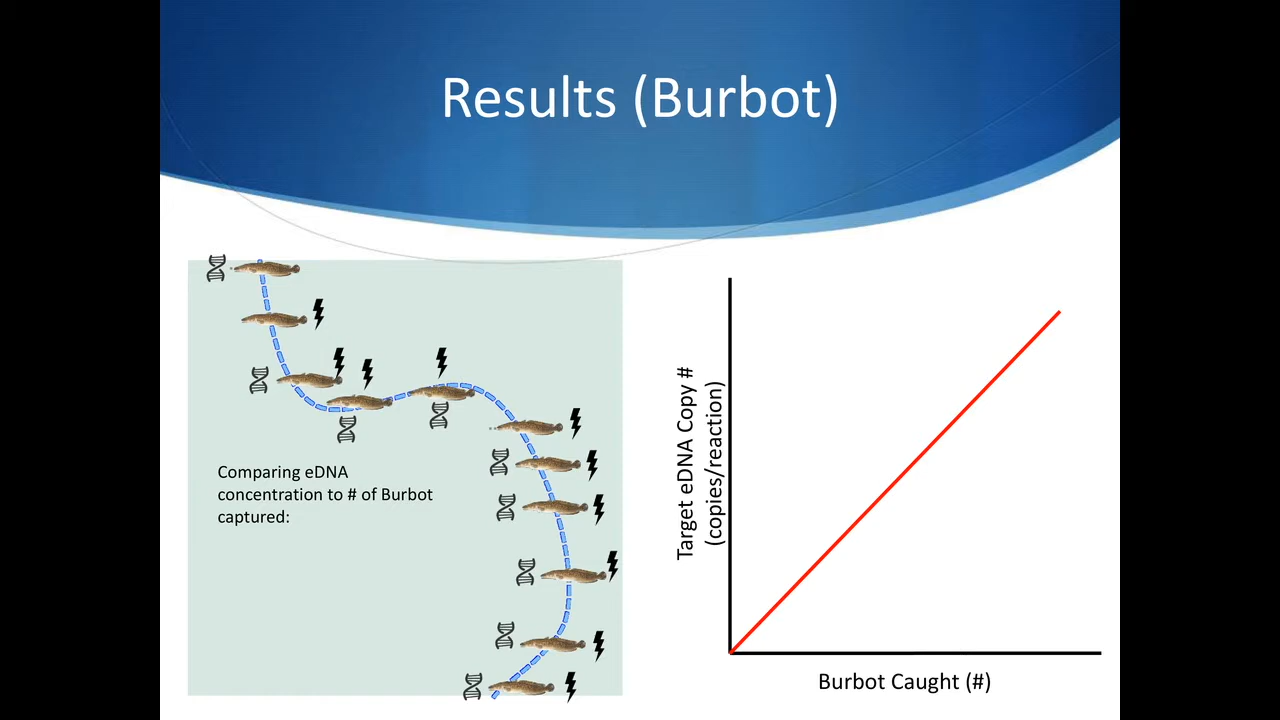 Results (Burbot)
Comparing eDNA
concentration to # of Burbot
captured:
Target eDNA Copy #
(copies/reaction)
Burbot Caught (#)